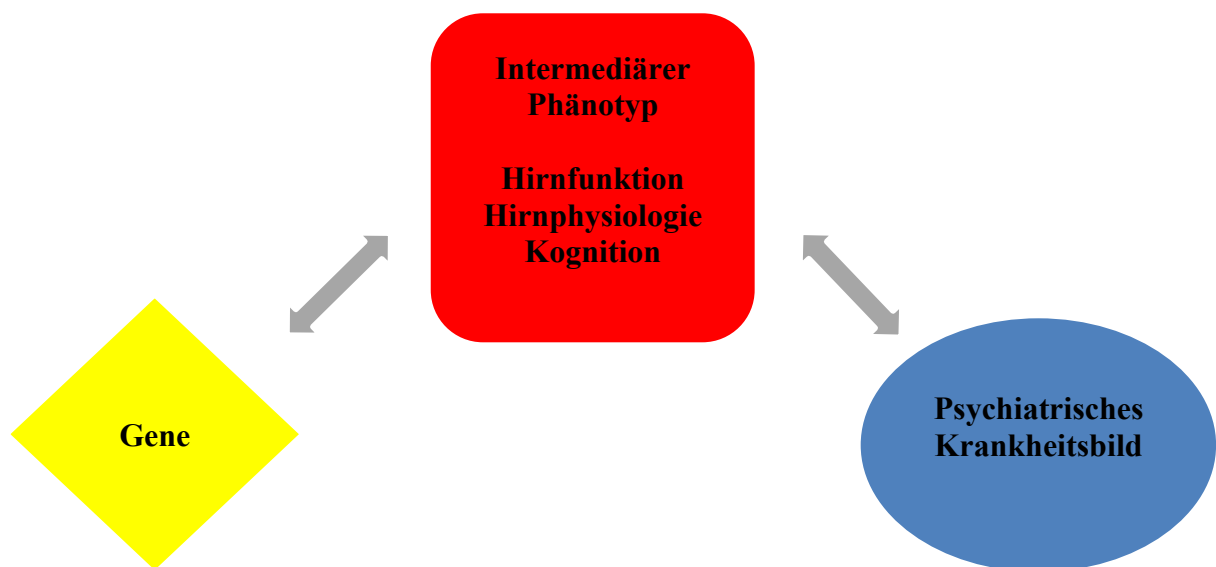 Intermediärer
Phänotyp
Hirnfunktion
Hirnphysiologie
Kognition
Gene
Psychiatrisches
Krankheitsbild